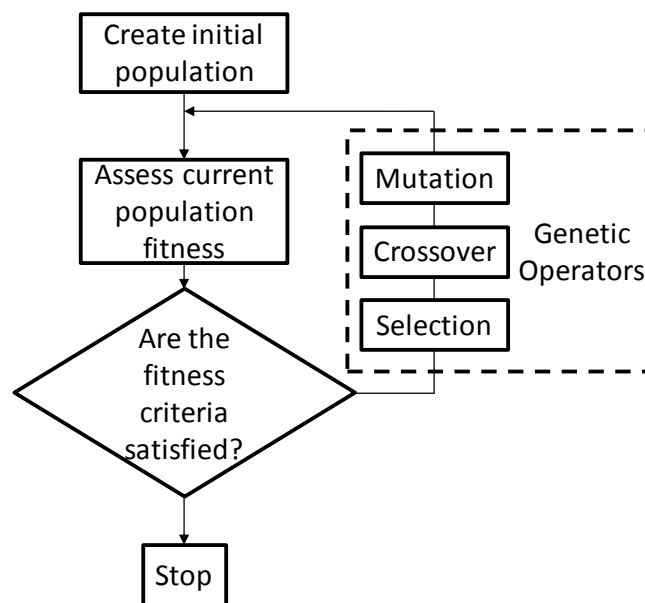 Create initial
population
Assess current
population
fitness
Mutation
Crossover
Selection
Genetic
Operators
Are the
fitness
criteria
satisfied?
Stop